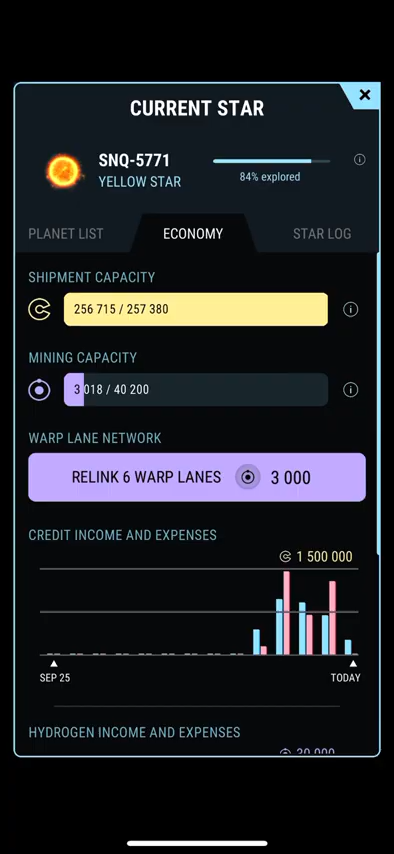 CURRENT STAR
SNQ-5771
YELLOW STAR
84% explored
PLANET LIST
ECONOMY
STAR LOG
SHIPMENT CAPACITY
256 715 / 257 380
MINING CAPACITY
3 018 / 40 200
WARP LANE NETWORK
RELINK 6 WARP LANES 3 000
CREDIT INCOME AND EXPENSES
1 500 000
SEP 25
TODAY
HYDROGEN INCOME AND EXPENSES
30 000